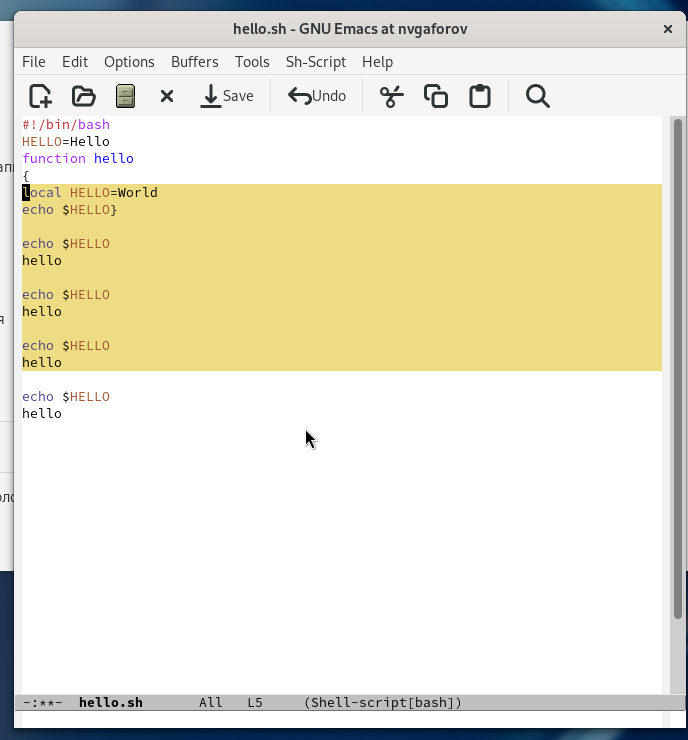 hello.sh - GNU Emacs at nvgaforov
File Edit Options Buffers Tools Sh-Script Help
Save Undo
#!/bin/bash
HELLO=Hello
function hello
{
local HELLO=World
echo $HELLO}
echo $HELLO
hello
echo $HELLO
hello
echo $HELLO
hello
echo $HELLO
hello
-:**- hello.sh All L5 (Shell-script[bash])